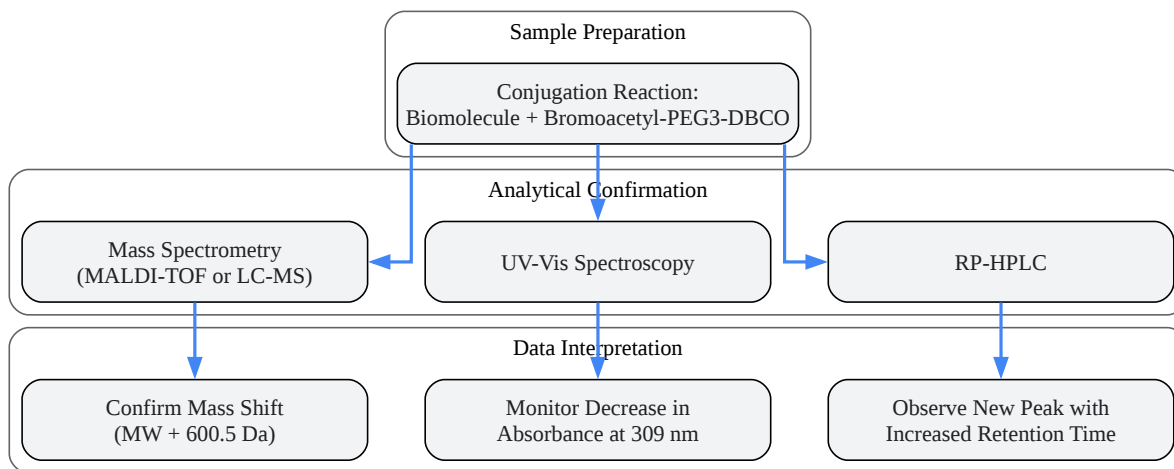 Sample Preparation
Conjugation Reaction:
Biomolecule + Bromoacetyl-PEG3-DBCO
Analytical Confirmation
Mass Spectrometry
(MALDI-TOF or LC-MS)
UV-Vis Spectroscopy
RP-HPLC
Data Interpretation
Confirm Mass Shift
(MW + 600.5 Da)
Monitor Decrease in
Absorbance at 309 nm
Observe New Peak with
Increased Retention Time